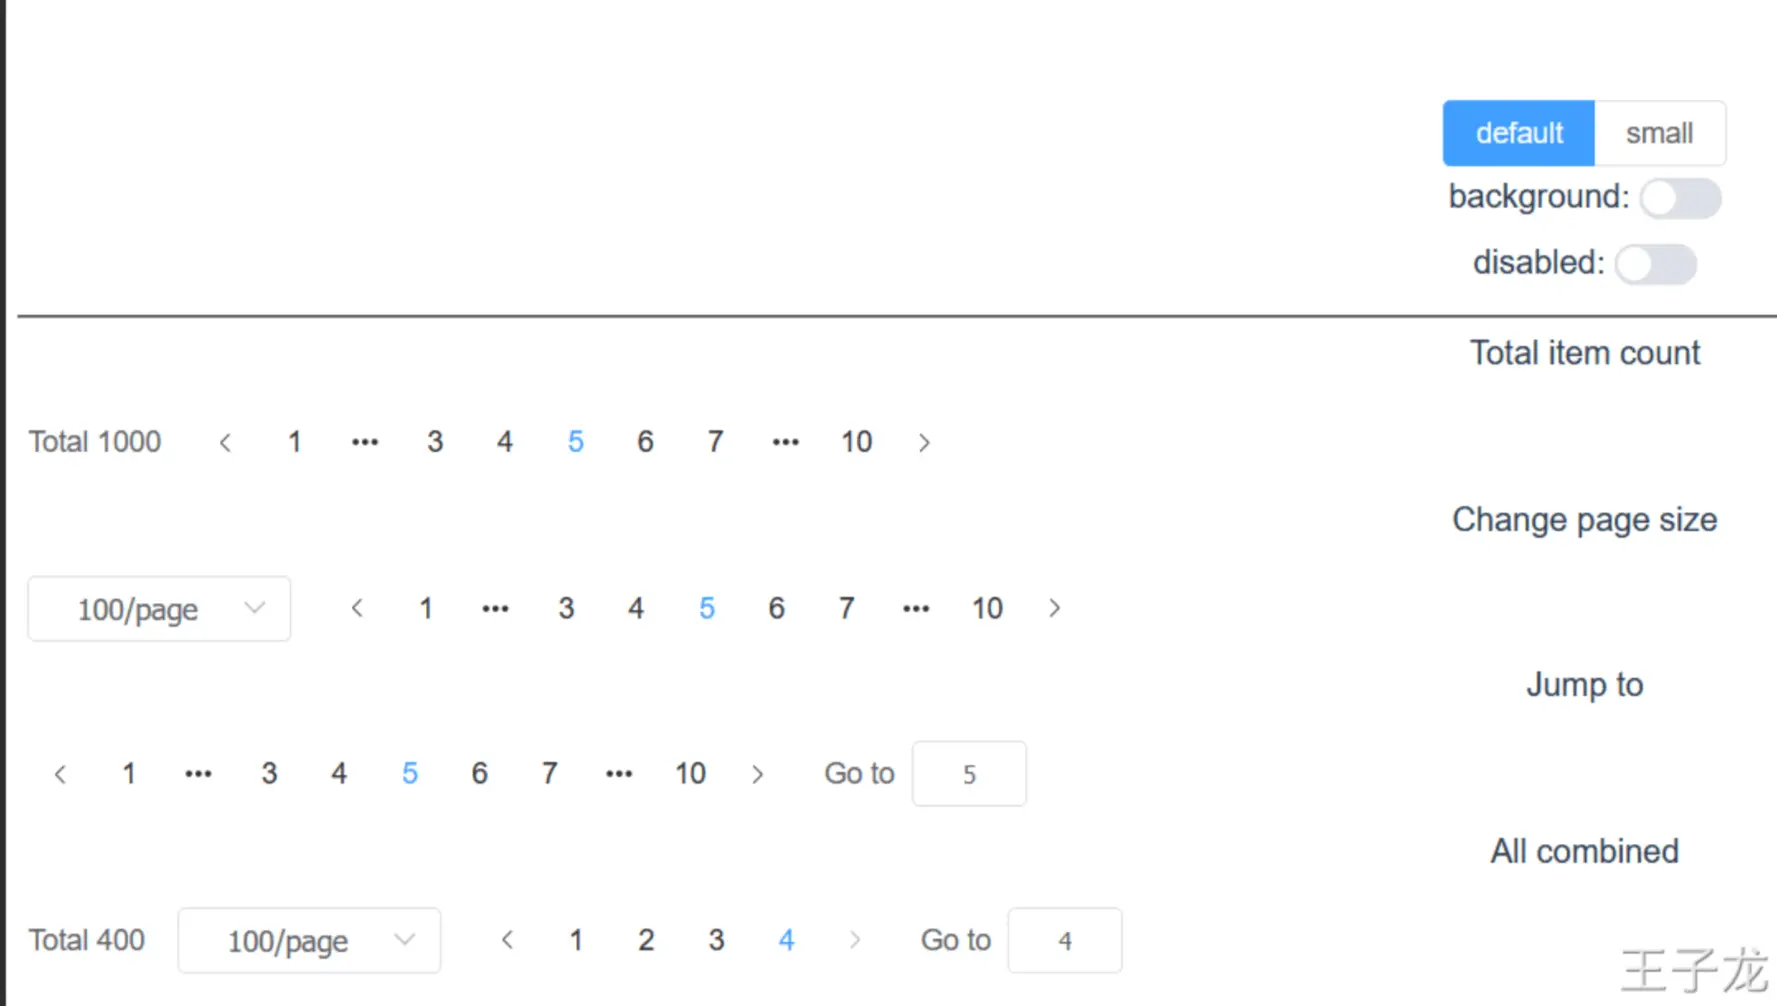 default small
background:
disabled:
Total item count
Total 1000 < 1 ••• 3 4 5 6 7 ••• 10 >
Change page size
100/page < 1 ••• 3 4 5 6 7 ••• 10 >
Jump to
< 1 ••• 3 4 5 6 7 ••• 10 > Go to 5
All combined
Total 400 100/page < 1 2 3 4 > Go to 4
王子龙